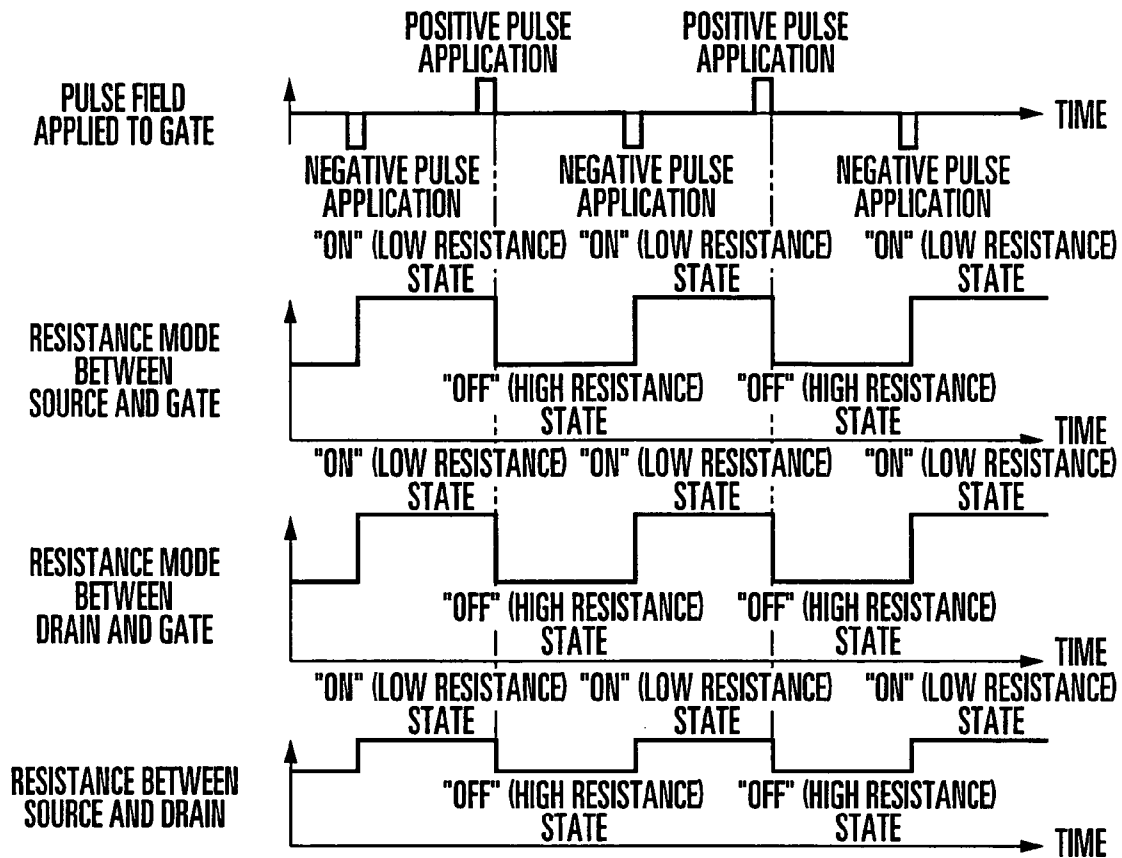 POSITIVE PULSE
APPLICATION
POSITIVE PULSE
APPLICATION
PULSE FIELD
APPLIED TO GATE
TIME
NEGATIVE PULSE
APPLICATION
NEGATIVE PULSE
APPLICATION
NEGATIVE PULSE
APPLICATION
"ON" (LOW RESISTANCE)
STATE
"ON" (LOW RESISTANCE)
STATE
"ON" (LOW RESISTANCE)
STATE
RESISTANCE MODE
BETWEEN
SOURCE AND GATE
"OFF" (HIGH RESISTANCE)
STATE
"OFF" (HIGH RESISTANCE)
STATE
TIME
"ON" (LOW RESISTANCE)
STATE
"ON" (LOW RESISTANCE)
STATE
"ON" (LOW RESISTANCE)
STATE
RESISTANCE MODE
BETWEEN
DRAIN AND GATE
"OFF" (HIGH RESISTANCE)
STATE
"OFF" (HIGH RESISTANCE)
STATE
TIME
"ON" (LOW RESISTANCE)
STATE
"ON" (LOW RESISTANCE)
STATE
"ON" (LOW RESISTANCE)
STATE
RESISTANCE BETWEEN
SOURCE AND DRAIN
"OFF" (HIGH RESISTANCE)
STATE
"OFF" (HIGH RESISTANCE)
STATE
TIME